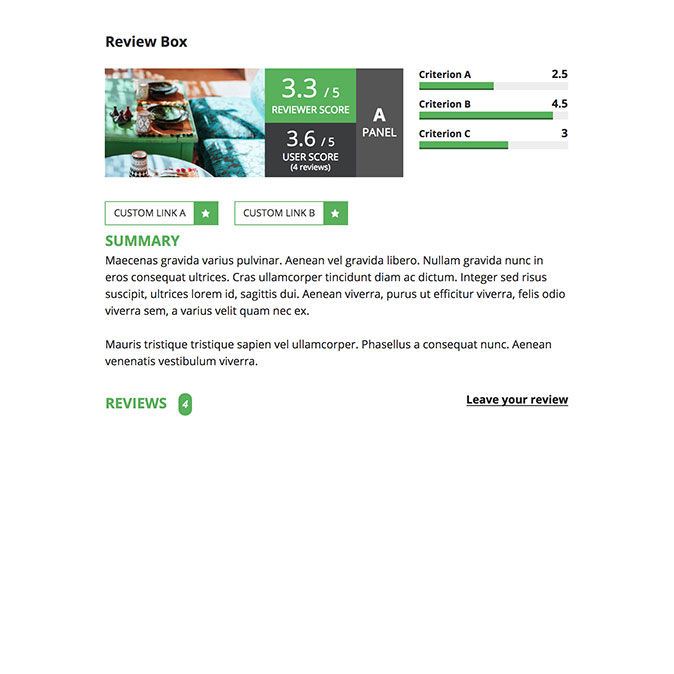 Review Box
3.3 / 5
REVIEWER SCORE
3.6 / 5
USER SCORE
(4 reviews)
A
PANEL
Criterion A 2.5
Criterion B 4.5
Criterion C 3
CUSTOM LINK A
CUSTOM LINK B
SUMMARY
Maecenas gravida varius pulvinar. Aenean vel gravida libero. Nullam gravida nunc in
eros consequat ultrices. Cras ullamcorper tincidunt diam ac dictum. Integer sed risus
suscipit, ultrices lorem id, sagittis dui. Aenean viverra, purus ut efficitur viverra, felis odio
viverra sem, a varius velit quam nec ex.
Mauris tristique tristique sapien vel ullamcorper. Phasellus a consequat nunc. Aenean
venenatis vestibulum viverra.
REVIEWS 4
Leave your review